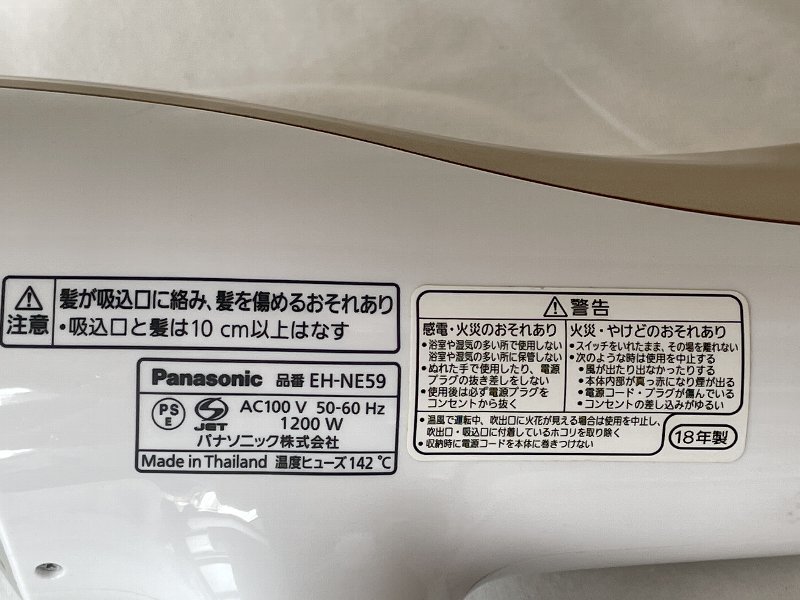 注意
髪が吸込口に絡み、髪を傷めるおそれあり
・吸込口と髪は10 cm以上はなす
Panasonic 品番 EH-NE59
PS
E
JET
AC100 V 50-60 Hz
1200 W
パナソニック株式会社
Made in Thailand 温度ヒューズ142 ℃
警告
感電・火災のおそれあり
・浴室や湿気の多い所で使用しない
浴室や湿気の多い所に保管しない
・ぬれた手で使用したり、電源
プラグの抜き差しをしない
・使用後は必ず電源プラグを
コンセントから抜く
火災・やけどのおそれあり
・スイッチをいれたまま、その場を離れない
・次のような時は使用を中止する
・風が出たり出なかったりする
・本体内部が真っ赤になり煙が出る
・電源コード・プラグが傷んでいる
・コンセントの差し込みがゆるい
・温風で運転中、吹出口に火花が見える場合は使用を中止し、
吹出口・吸込口に付着しているホコリを取り除く
・収納時に電源コードを本体に巻きつけない
18年製